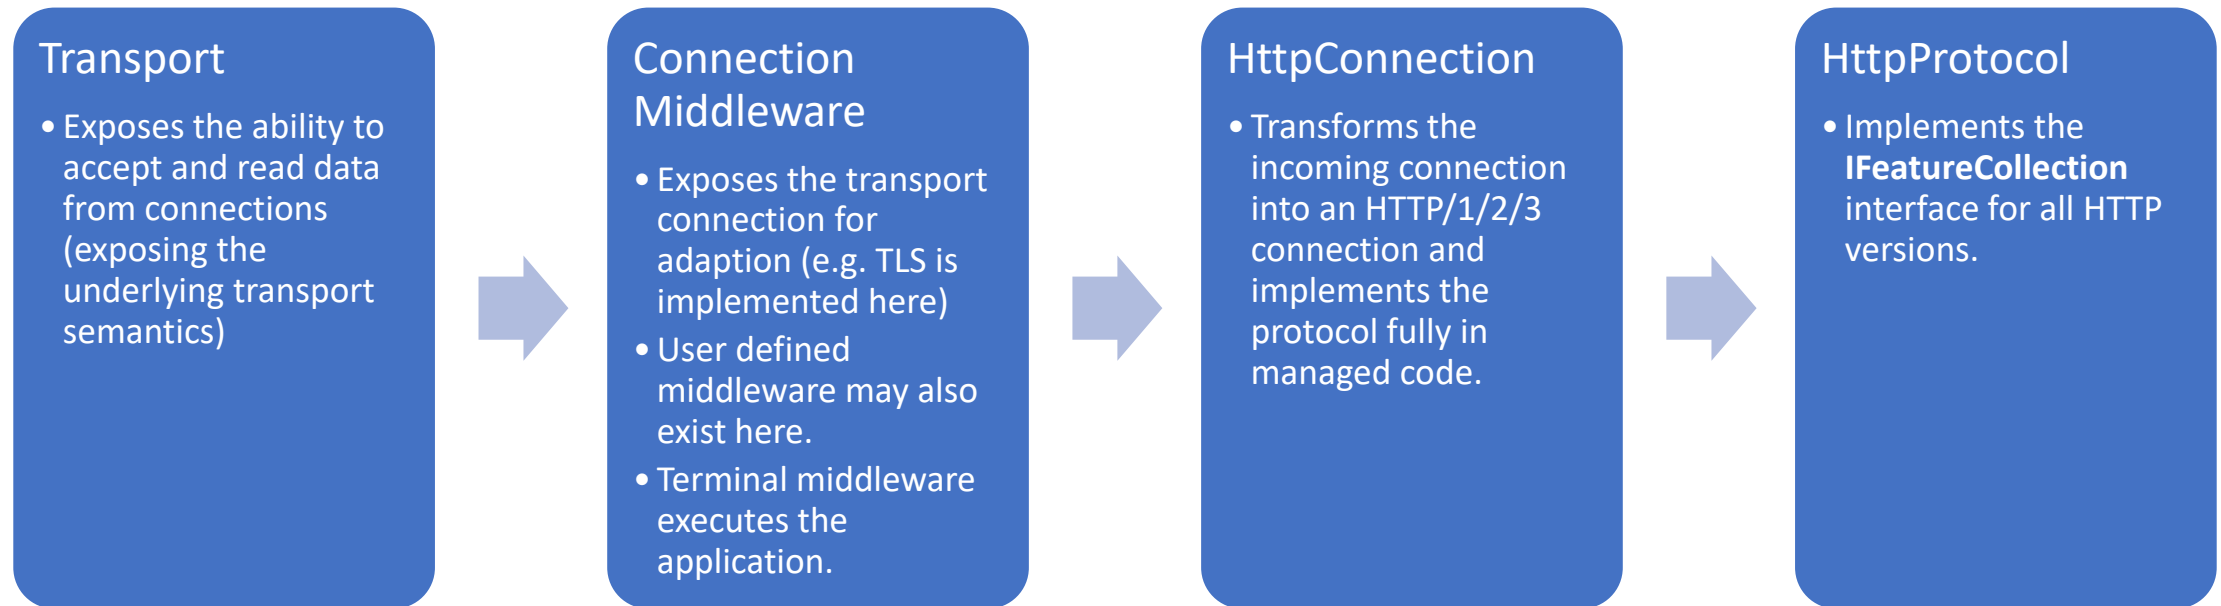 Transport
• Exposes the ability to
accept and read data
from connections
(exposing the
underlying transport
semantics)
Connection
Middleware
• Exposes the transport
connection for
adaption (e.g. TLS is
implemented here)
• User defined
middleware may also
exist here.
• Terminal middleware
executes the
application.
HttpConnection
• Transforms the
incoming connection
into an HTTP/1/2/3
connection and
implements the
protocol fully in
managed code.
HttpProtocol
• Implements the
IFeatureCollection
interface for all HTTP
versions.